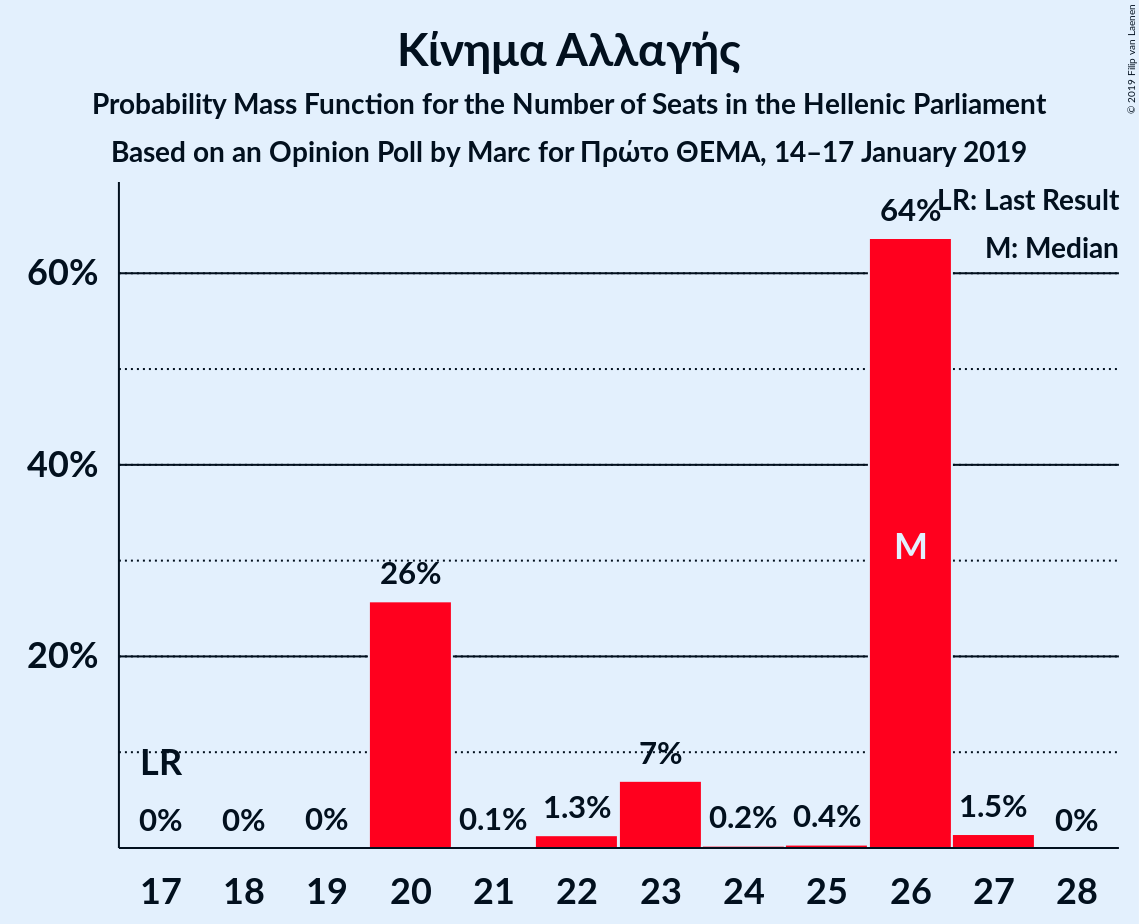 Κίνημα Αλλαγής
Probability Mass Function for the Number of Seats in the Hellenic Parliament
Based on an Opinion Poll by Marc for Πρώτο ΘΕΜΑ, 14–17 January 2019
© 2019 Filip van Laenen
LR: Last Result
M: Median
60%
40%
20%
LR
0%
0%
0%
26%
0.1%
1.3%
7%
0.2%
0.4%
64%
M
1.5%
0%
17 18 19 20 21 22 23 24 25 26 27 28